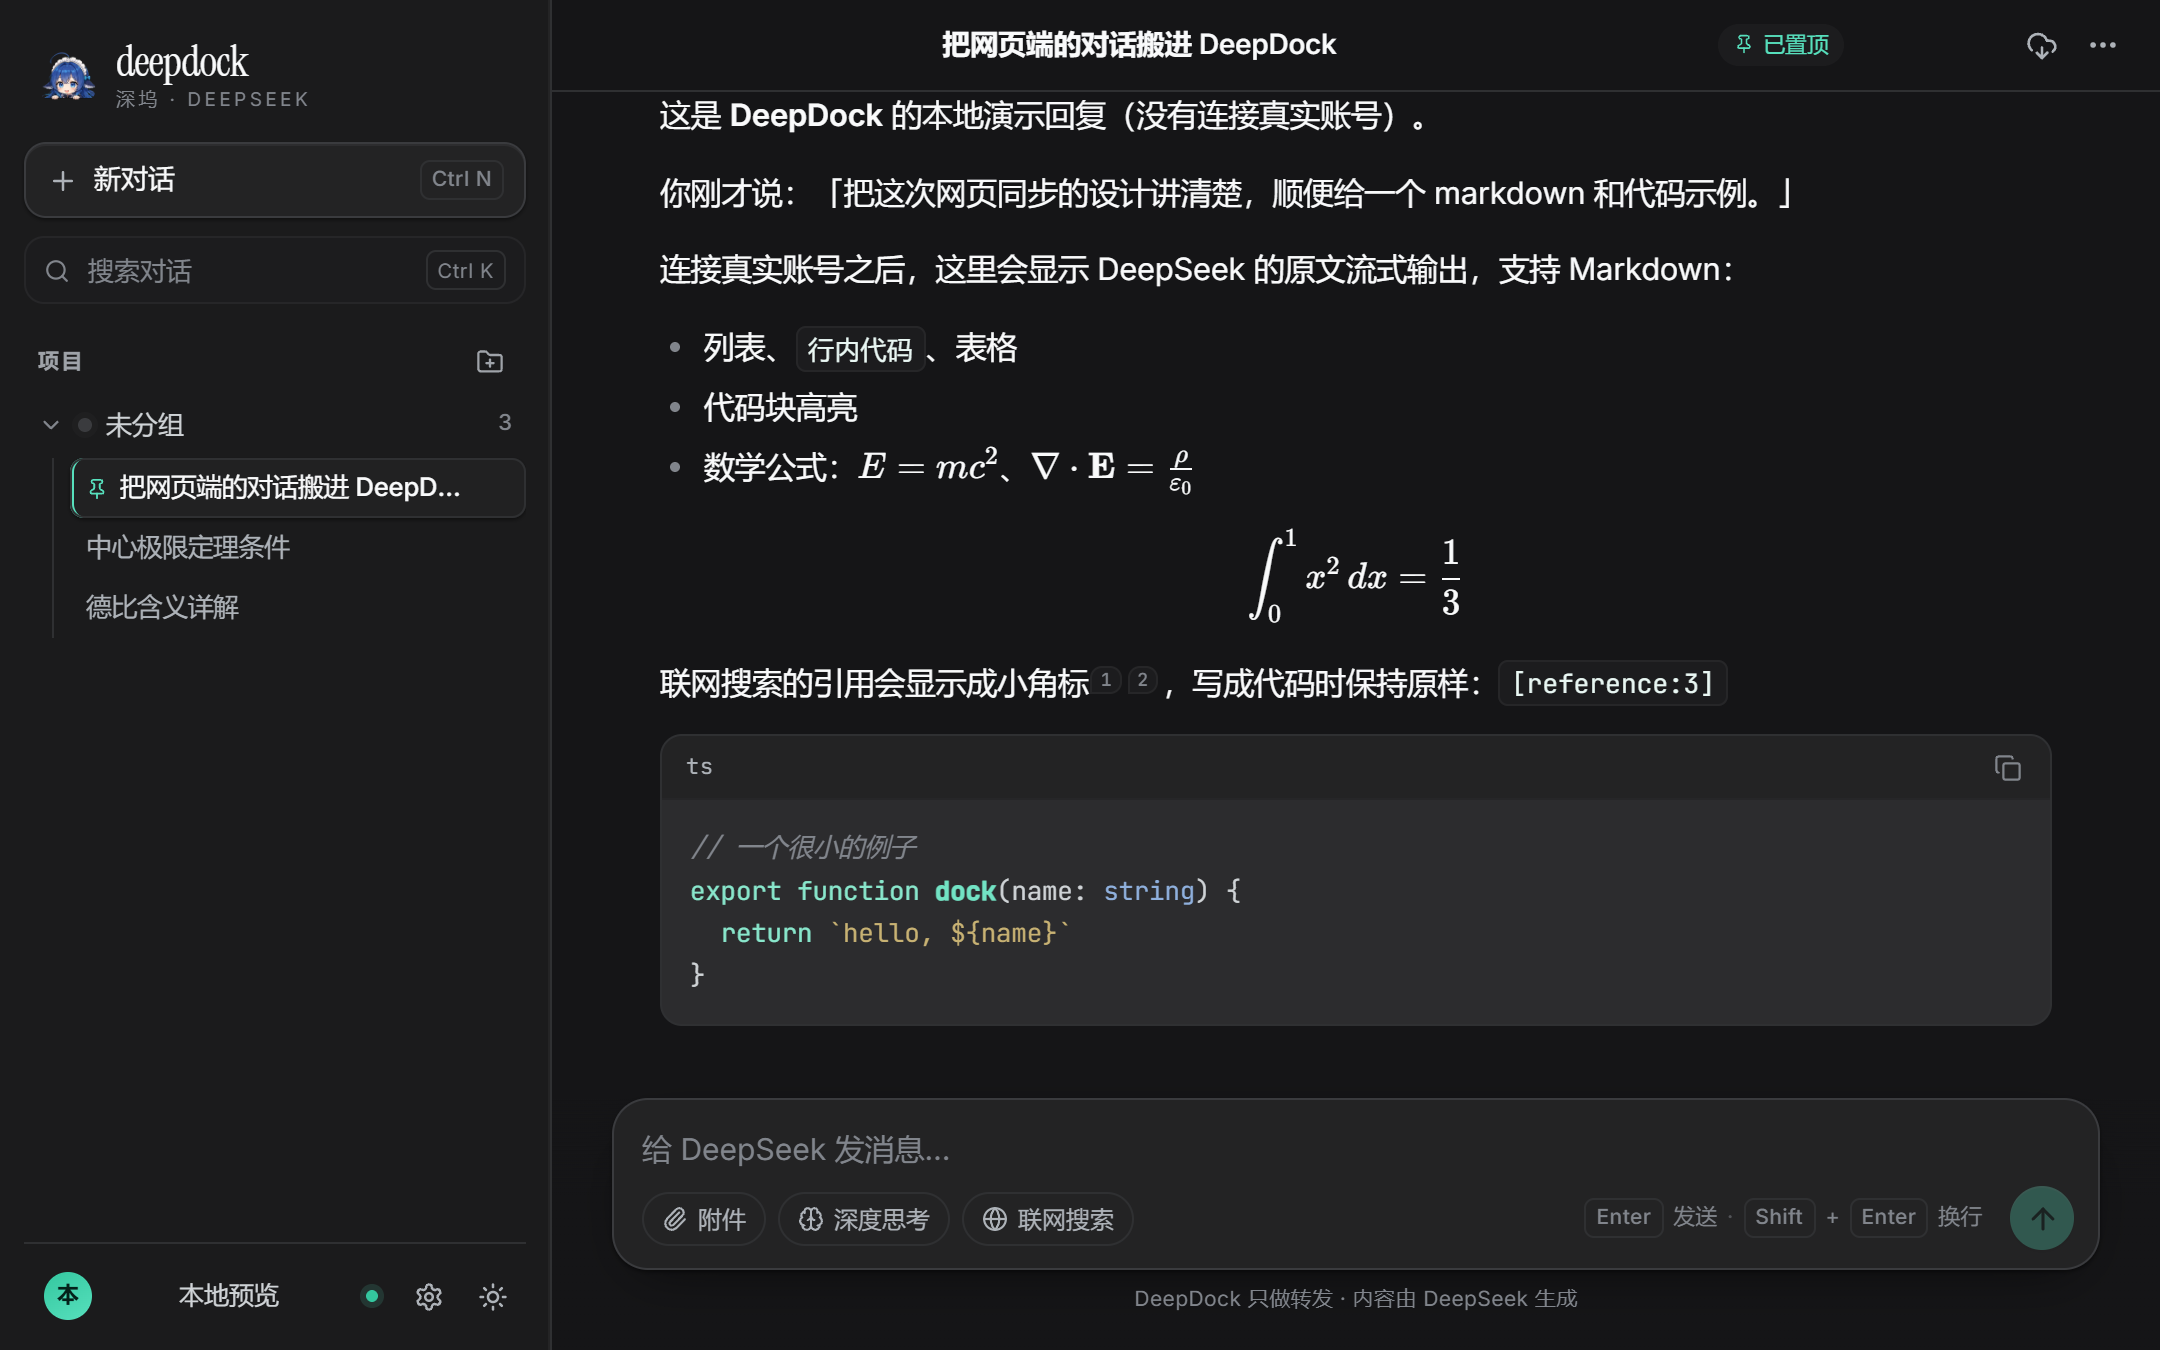 deepdock
深坞 · DEEPSEEK
新对话 Ctrl N
搜索对话 Ctrl K
项目
未分组 3
把网页端的对话搬进 DeepD...
中心极限定理条件
德比含义详解
本 本地预览
把网页端的对话搬进 DeepDock 已置顶
这是 DeepDock 的本地演示回复（没有连接真实账号）。
你刚才说：「把这次网页同步的设计讲清楚，顺便给一个 markdown 和代码示例。」
连接真实账号之后，这里会显示 DeepSeek 的原文流式输出，支持 Markdown：
• 列表、行内代码、表格
• 代码块高亮
• 数学公式：E = mc²、∇ · E = ρ/ε₀
∫₀¹ x² dx = 1/3
联网搜索的引用会显示成小角标 1 2 ，写成代码时保持原样：[reference:3]
ts
// 一个很小的例子
export function dock(name: string) {
  return `hello, ${name}`
}
给 DeepSeek 发消息...
附件 深度思考 联网搜索 Enter 发送 · Shift + Enter 换行
DeepDock 只做转发 · 内容由 DeepSeek 生成